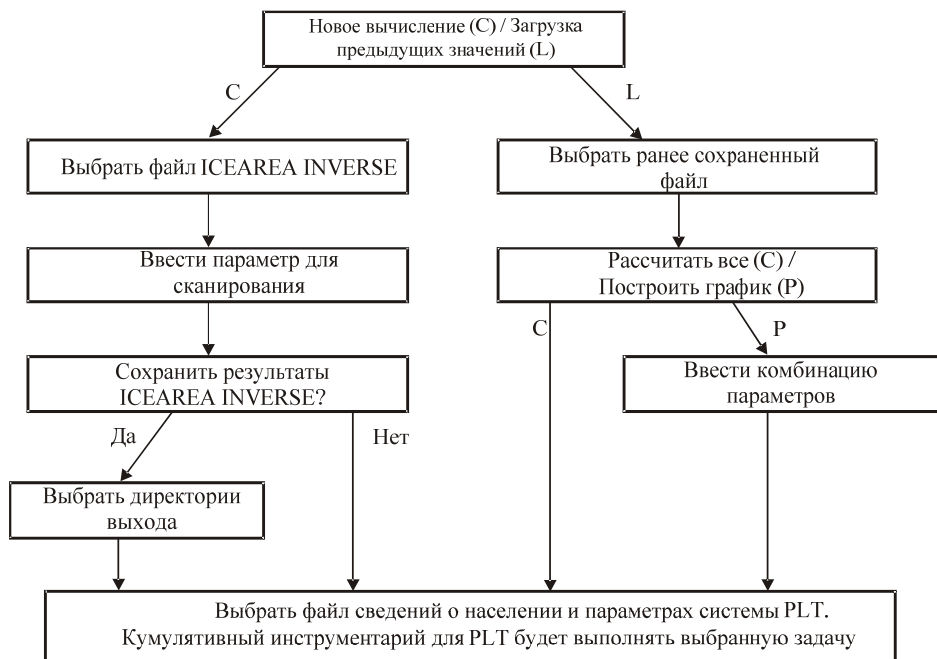 Новое вычисление (C) / Загрузка
предыдущих значений (L)
C
L
Выбрать файл ICEAREA INVERSE
Выбрать ранее сохраненный
файл
Ввести параметр для
сканирования
Рассчитать все (C) /
Построить график (P)
C
P
Сохранить результаты
ICEAREA INVERSE?
Ввести комбинацию
параметров
Да
Нет
Выбрать директории
выхода
Выбрать файл сведений о населении и параметрах системы PLT.
Кумулятивный инструментарий для PLT будет выполнять выбранную задачу